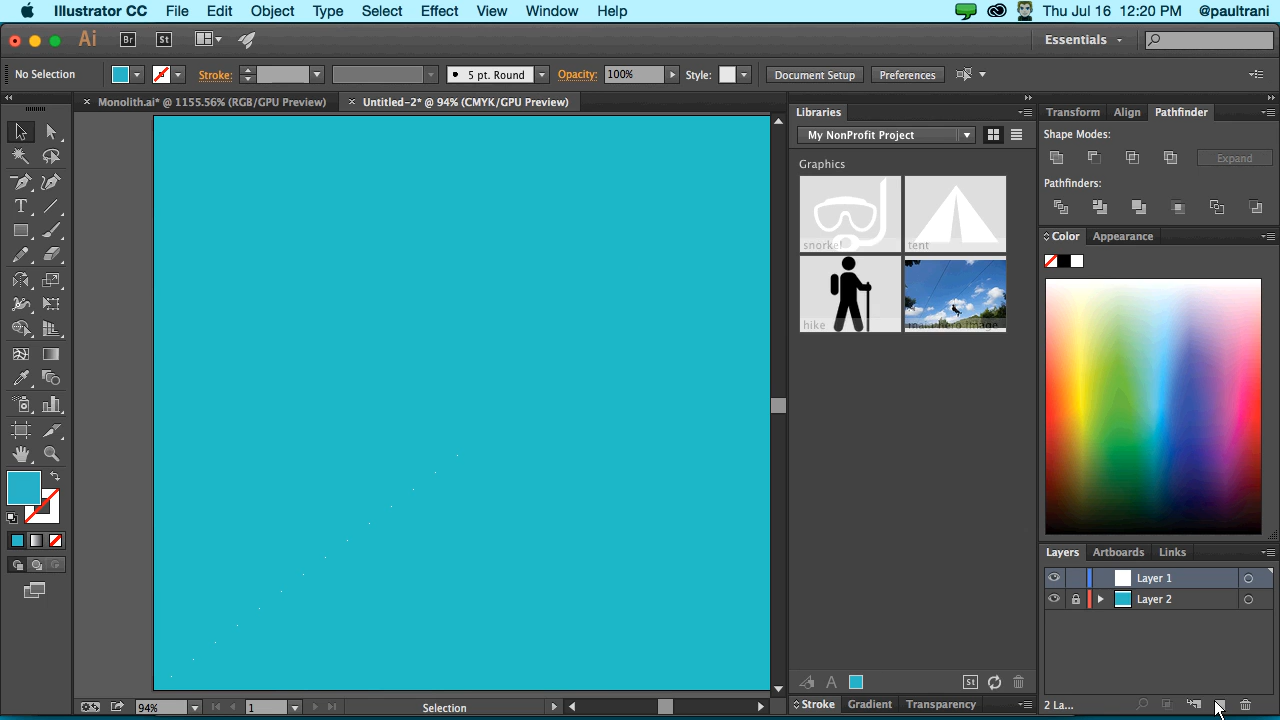 Illustrator CC File Edit Object Type Select Effect View Window Help Thu Jul 16 12:20 PM @paultrani
Ai Br St Essentials
No Selection Stroke: 5 pt. Round Opacity: 100% Style: Document Setup Preferences
Monolith.ai* @ 1155.56% (RGB/GPU Preview) Untitled-2* @ 94% (CMYK/GPU Preview)
Libraries
My NonProfit Project
Graphics
snorkel tent
hike main hero image
Transform Align Pathfinder
Shape Modes:
Expand
Pathfinders:
Color Appearance
Layers Artboards Links
Layer 1
Layer 2
2 La...
94% 1 Selection
St
Stroke Gradient Transparency